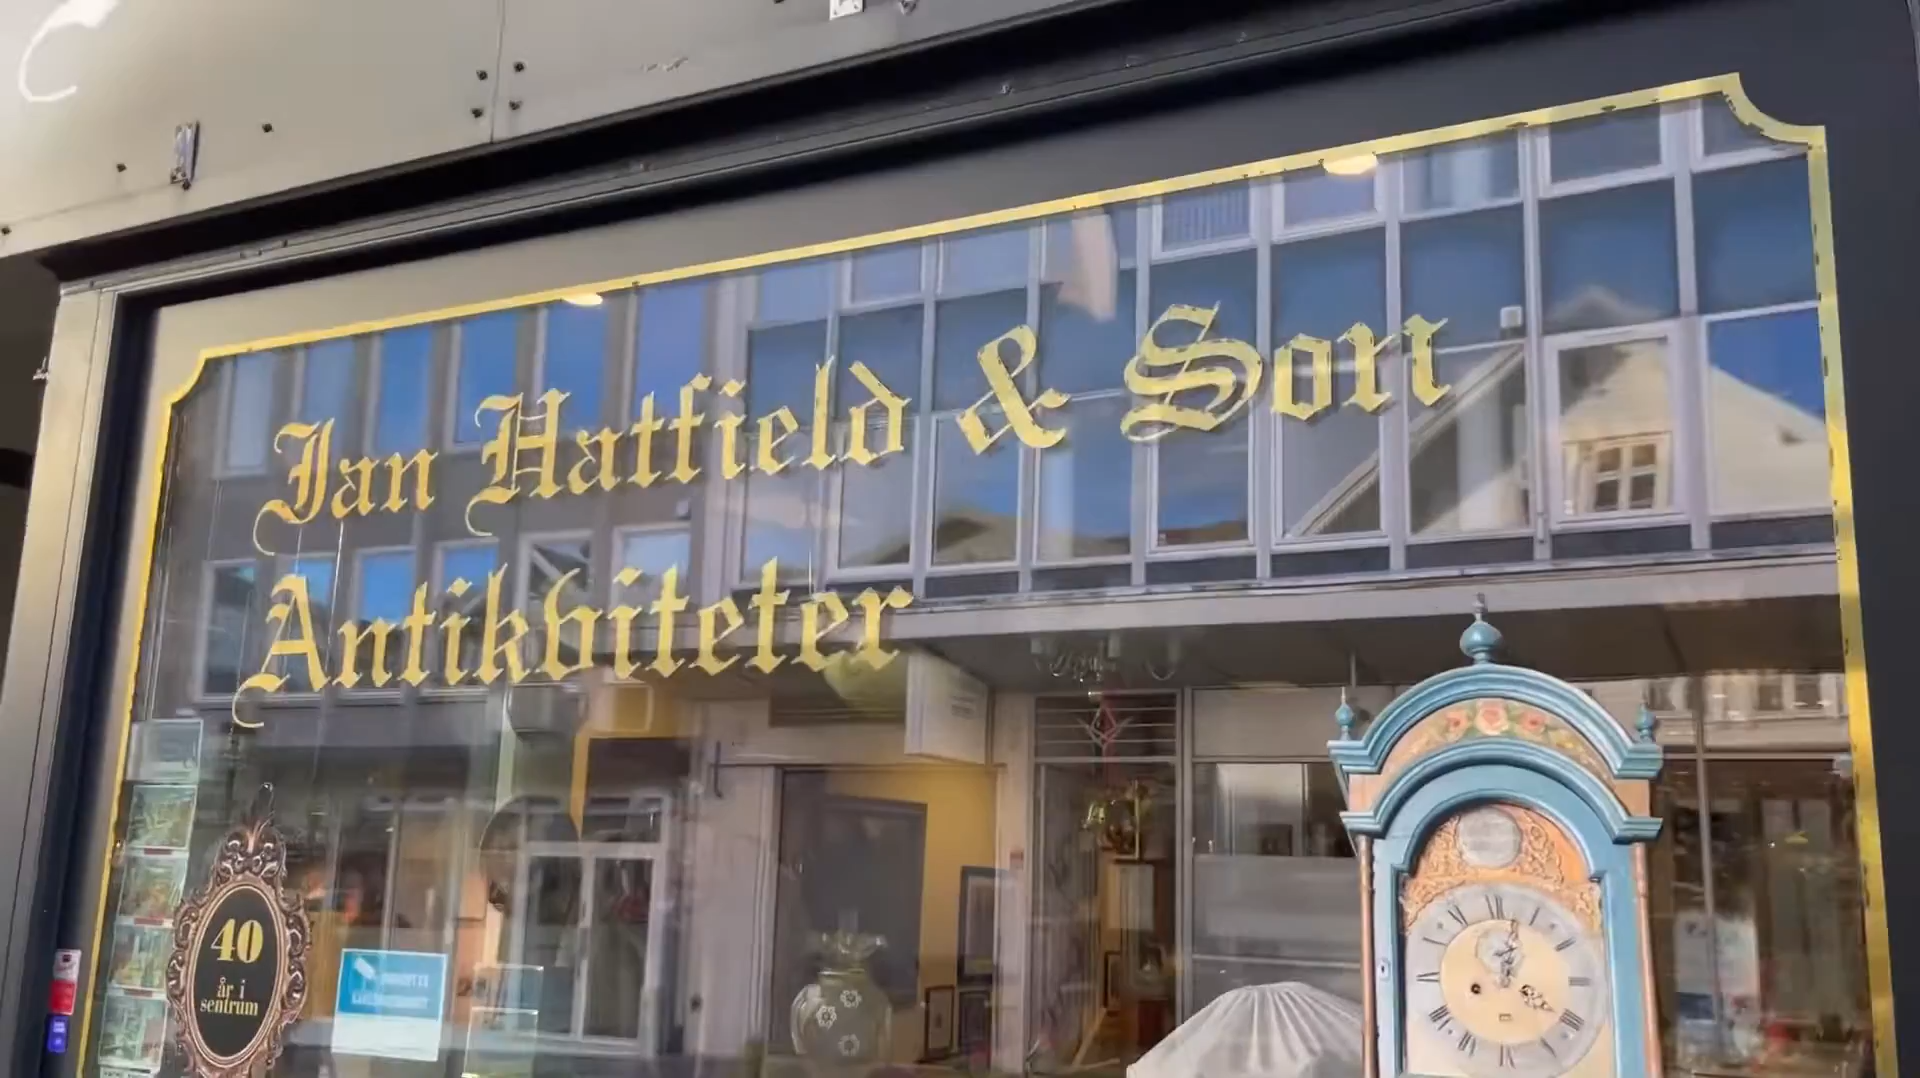 Jan Hatfield & Son
Antikviteter
40
år i
sentrum